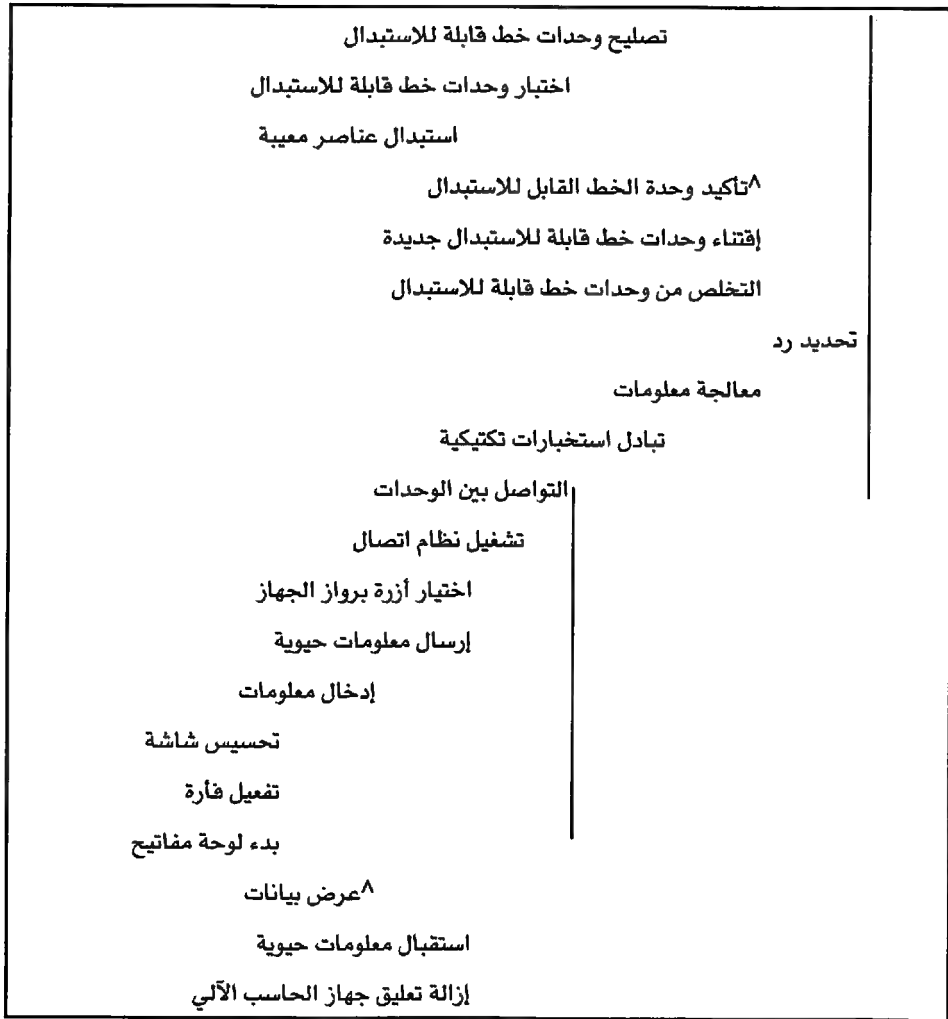 تصليح وحدات خط قابلة للاستبدال
اختبار وحدات خط قابلة للاستبدال
استبدال عناصر معيبة
^تأكيد وحدة الخط القابل للاستبدال
إقتناء وحدات خط قابلة للاستبدال جديدة
التخلص من وحدات خط قابلة للاستبدال
تحديد رد
معالجة معلومات
تبادل استخبارات تكتيكية
التواصل بين الوحدات
تشغيل نظام اتصال
اختيار أزرة برواز الجهاز
إرسال معلومات حيوية
إدخال معلومات
تحسيس شاشة
تفعيل فأرة
بدء لوحة مفاتيح
^عرض بيانات
استقبال معلومات حيوية
إزالة تعليق جهاز الحاسب الآلي